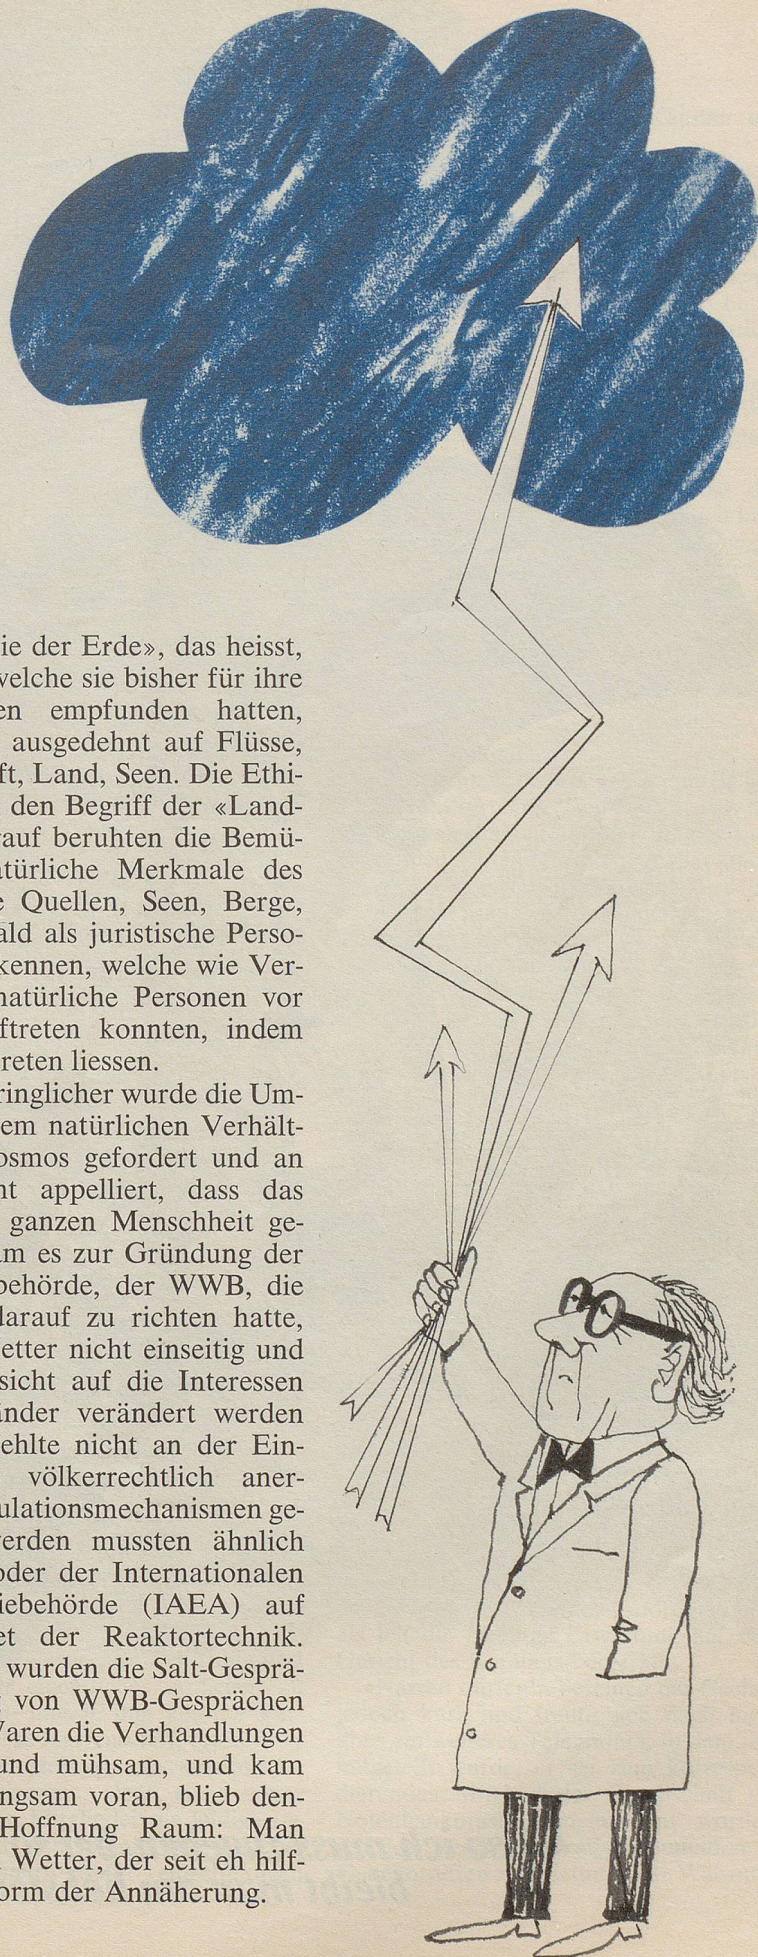 ie der Erde», das heisst,
velche sie bisher für ihre
en empfunden hatten,
ausgedehnt auf Flüsse,
ft, Land, Seen. Die Ethi-
den Begriff der «Land-
rauf beruhten die Bemü-
atürliche Merkmale des
e Quellen, Seen, Berge,
ald als juristische Perso-
kennen, welche wie Ver-
natürliche Personen vor
ftreten konnten, indem
reten liessen.
ringlicher wurde die Um-
em natürlichen Verhält-
osmos gefordert und an
nt appelliert, dass das
ganzen Menschheit ge-
am es zur Gründung der
behörde, der WWB, die
darauf zu richten hatte,
etter nicht einseitig und
sicht auf die Interessen
änder verändert werden
ehlte nicht an der Ein-
völkerrechtlich aner-
ulationsmechanismen ge-
erden mussten ähnlich
oder der Internationalen
iebehörde (IAEA) auf
et der Reaktortechnik.
wurden die Salt-Gesprä-
g von WWB-Gesprächen
Waren die Verhandlungen
und mühsam, und kam
ngsam voran, blieb den-
Hoffnung Raum: Man
Wetter, der seit eh hilf-
orm der Annäherung.